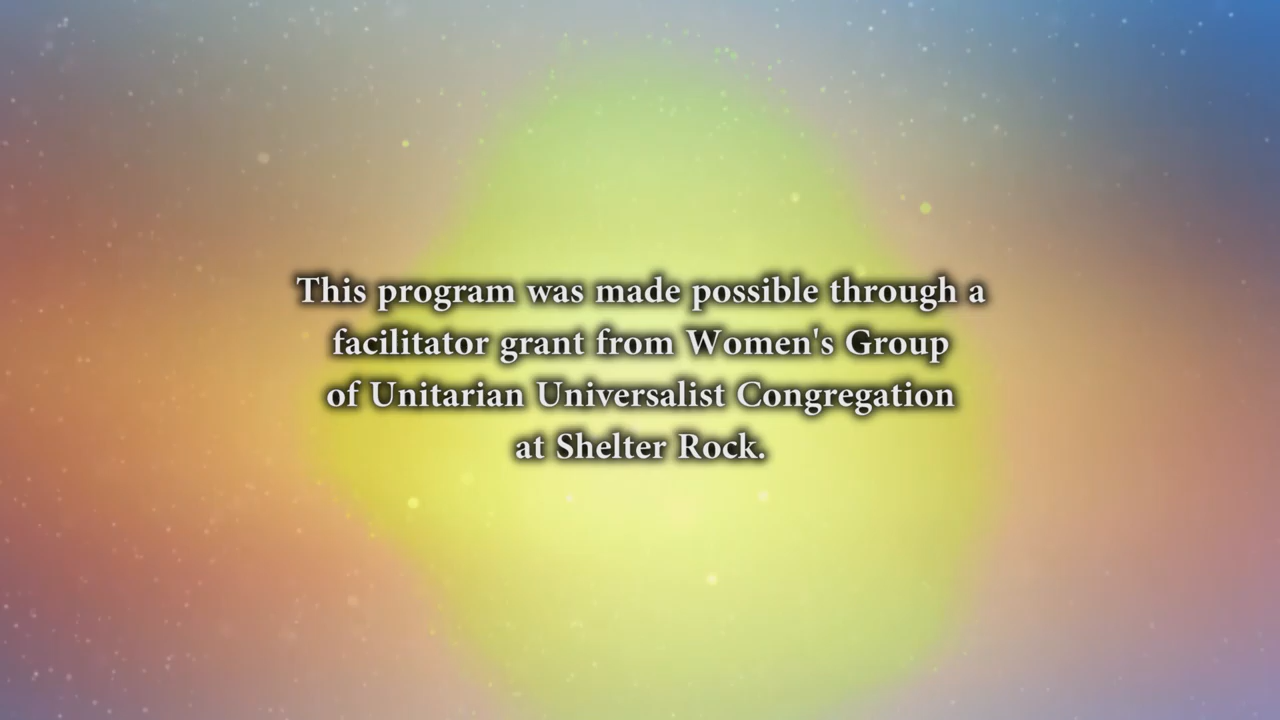 This program was made possible through a
facilitator grant from Women's Group
of Unitarian Universalist Congregation
at Shelter Rock.